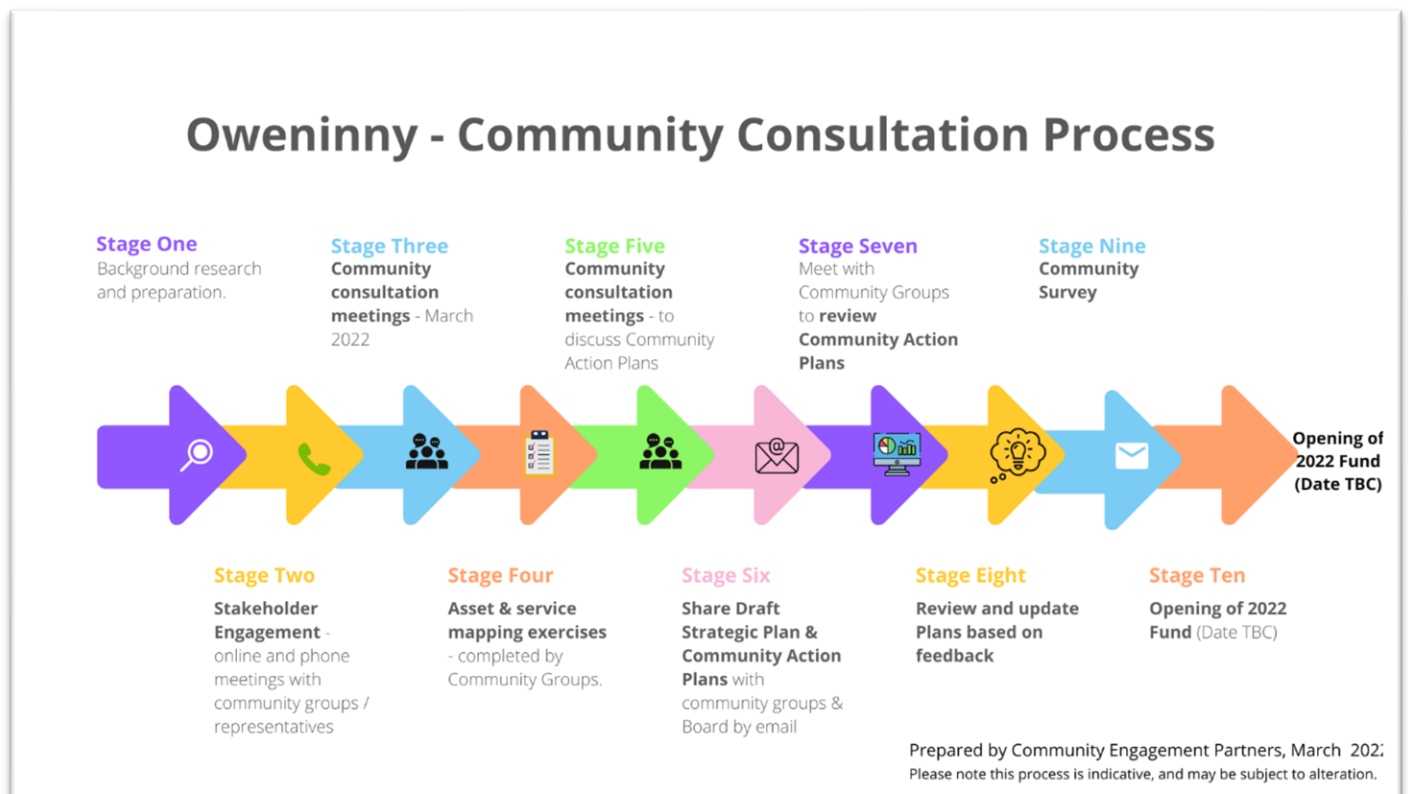 Oweninny - Community Consultation Process
Stage One
Background research
and preparation.
Stage Three
Community
consultation
meetings - March
2022
Stage Five
Community
consultation
meetings - to
discuss Community
Action Plans
Stage Seven
Meet with
Community Groups
to review
Community Action
Plans
Stage Nine
Community
Survey
@
Opening of
2022 Fund
(Date TBC)
Stage Two
Stakeholder
Engagement -
online and phone
meetings with
community groups /
representatives
Stage Four
Asset & service
mapping exercises
- completed by
Community Groups.
Stage Six
Share Draft
Strategic Plan &
Community Action
Plans with
community groups &
Board by email
Stage Eight
Review and update
Plans based on
feedback
Stage Ten
Opening of 2022
Fund (Date TBC)
Prepared by Community Engagement Partners, March 2022
Please note this process is indicative, and may be subject to alteration.